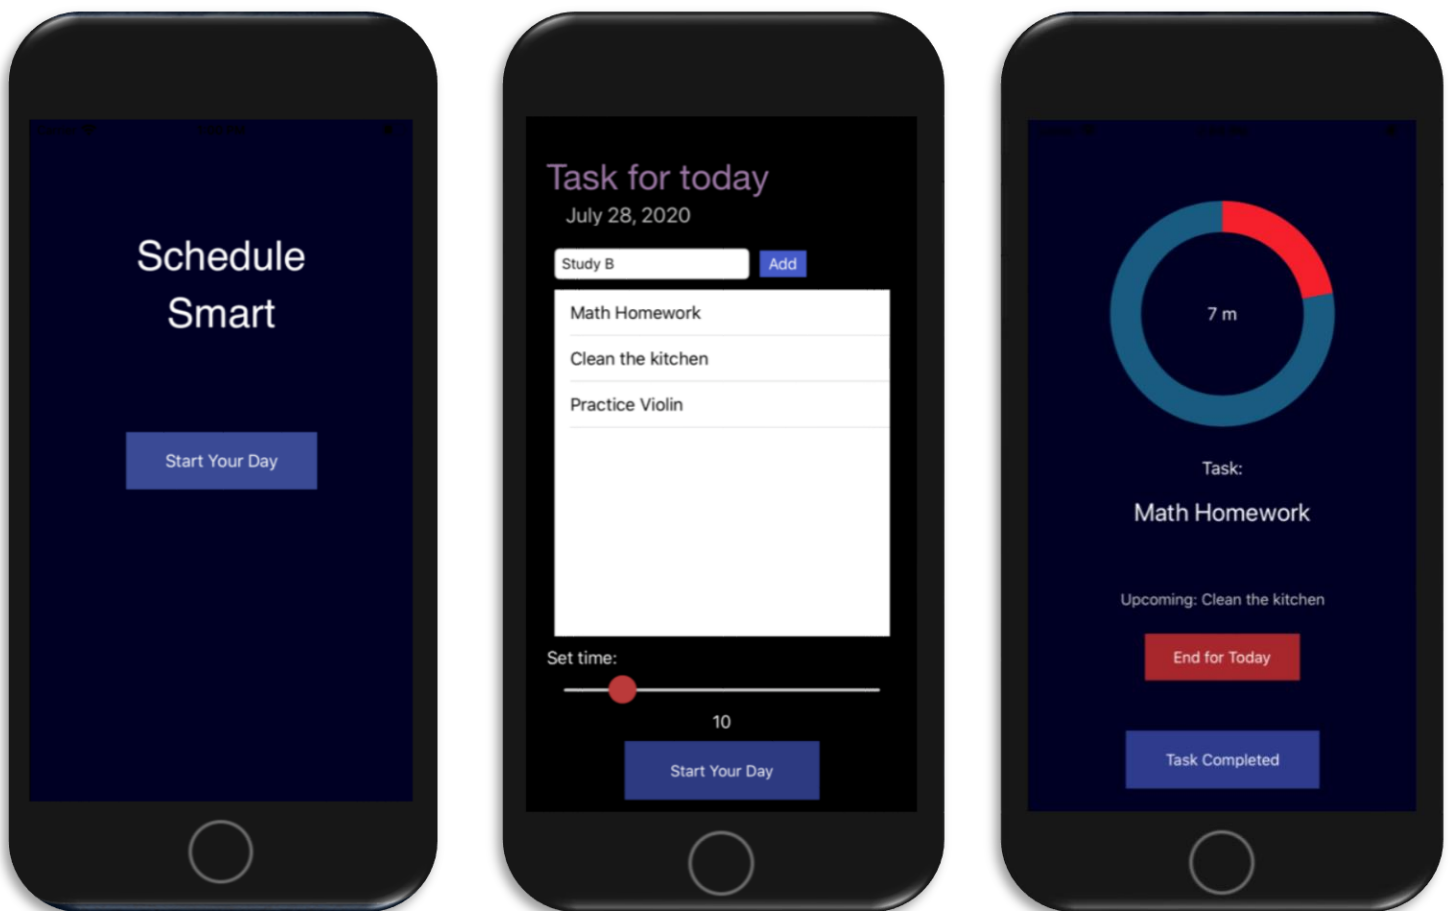 Schedule
Smart
Start Your Day
Task for today
July 28, 2020
Study B
Add
Math Homework
Clean the kitchen
Practice Violin
Set time:
10
Start Your Day
7 m
Task:
Math Homework
Upcoming: Clean the kitchen
End for Today
Task Completed